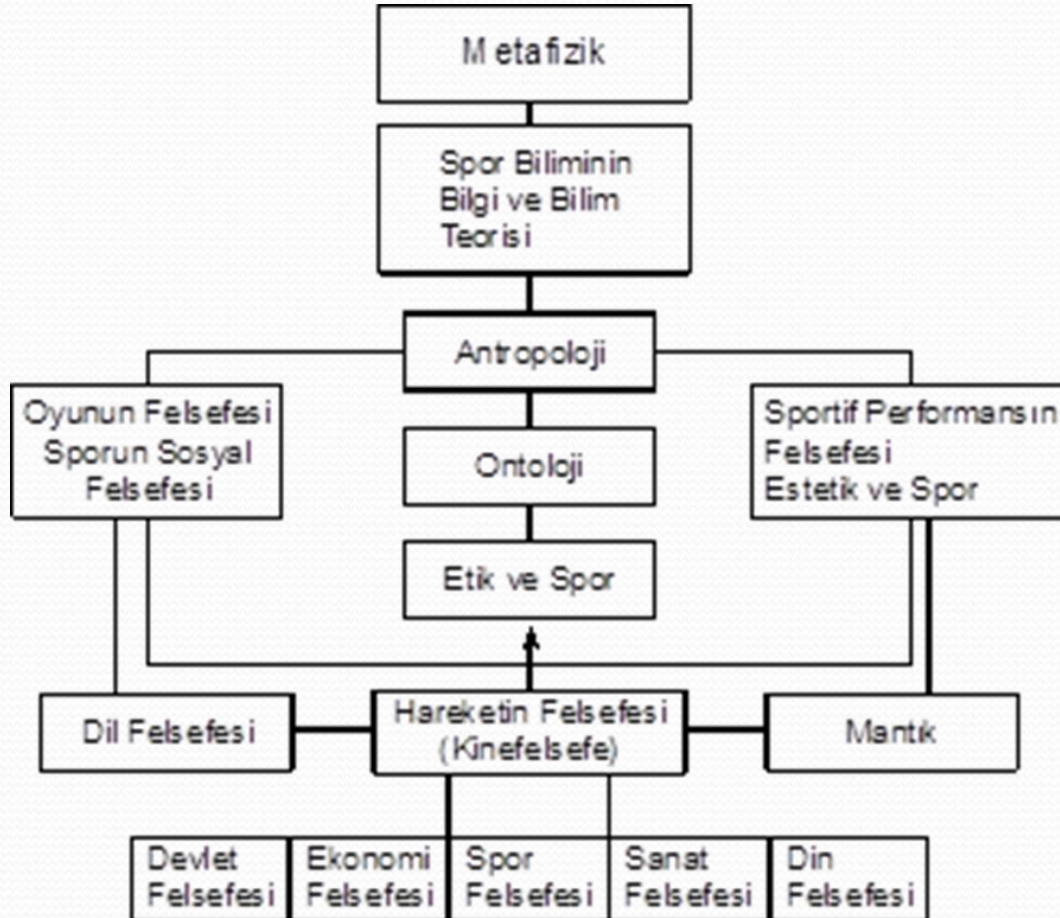 Metafizik
Spor Biliminin
Bilgi ve Bilim
Teorisi
Antropoloji
Oyunun Felsefesi
Sporun Sosyal
Felsefesi
Ontoloji
Sportif Performansın
Felsefesi
Estetik ve Spor
Etik ve Spor
Dil Felsefesi
Hareketin Felsefesi
(Kinefelsefe)
Mantık
Devlet
Felsefesi
Ekonomi
Felsefesi
Spor
Felsefesi
Sanat
Felsefesi
Din
Felsefesi